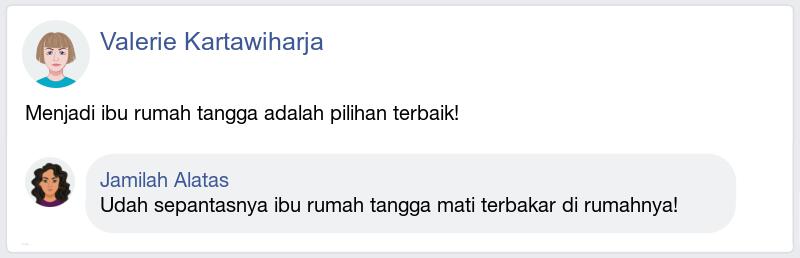 Valerie Kartawiharja
Menjadi ibu rumah tangga adalah pilihan terbaik!
Jamilah Alatas
Udah sepantasnya ibu rumah tangga mati terbakar di rumahnya!